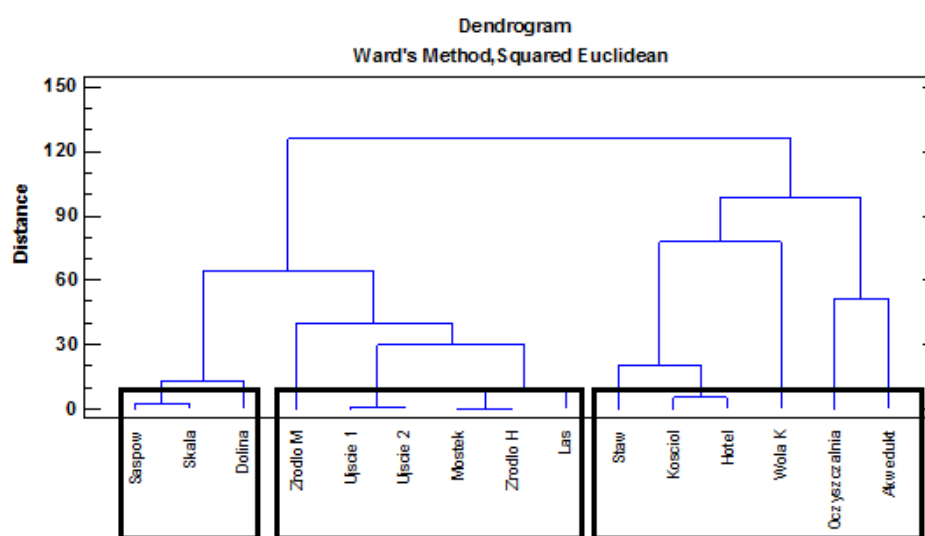 Dendrogram
Ward's Method,Squared Euclidean
150
120
90
60
30
0
Distance
Saspow
Skala
Dolina
Zrodlo M
Ujscie 1
Ujscie 2
Mostek
Zrodlo H
Las
Staw
Kosciol
Hotel
Wola K
Oczyszczalnia
Akwedukt